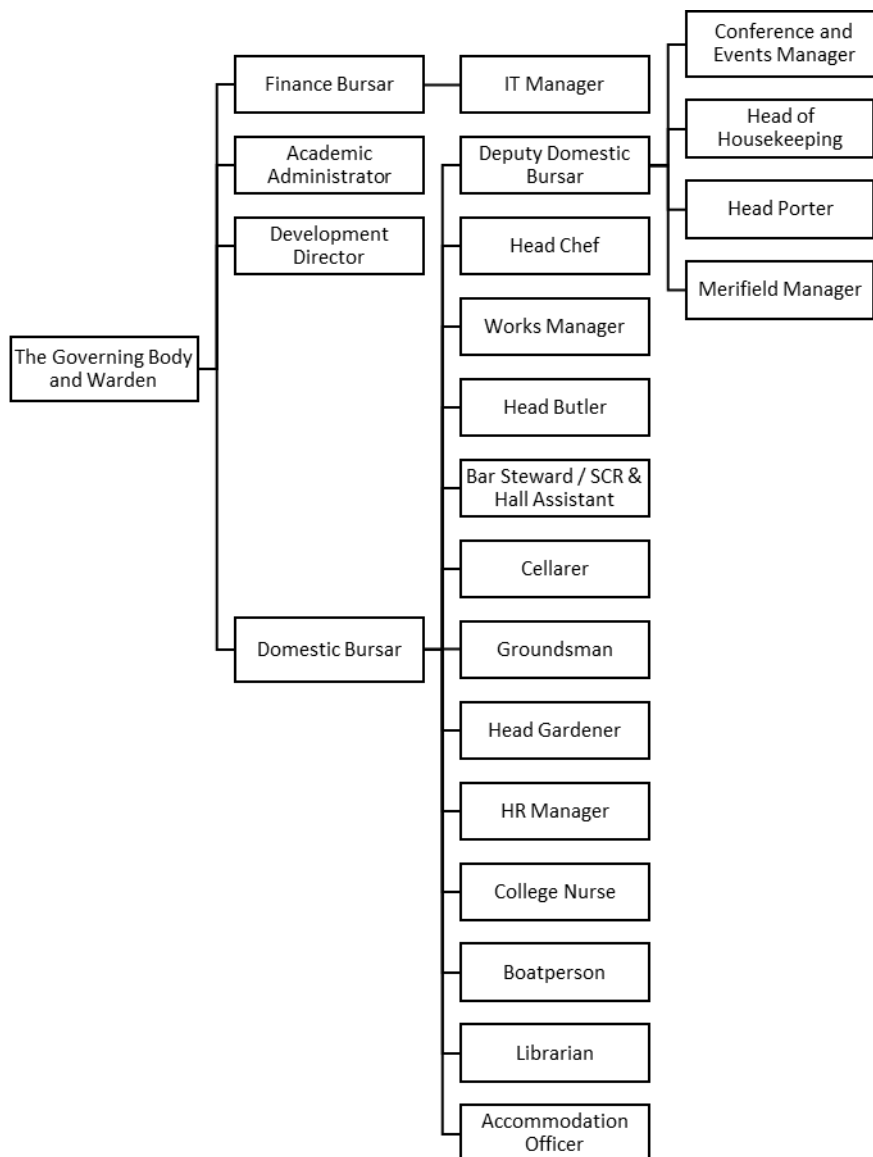 Conference and
Events Manager
Finance Bursar
IT Manager
Head of
Housekeeping
Academic
Administrator
Deputy Domestic
Bursar
Head Porter
Development
Director
Head Chef
Merifield Manager
Works Manager
The Governing Body
and Warden
Head Butler
Bar Steward / SCR &
Hall Assistant
Cellarer
Domestic Bursar
Groundsman
Head Gardener
HR Manager
College Nurse
Boatperson
Librarian
Accommodation
Officer